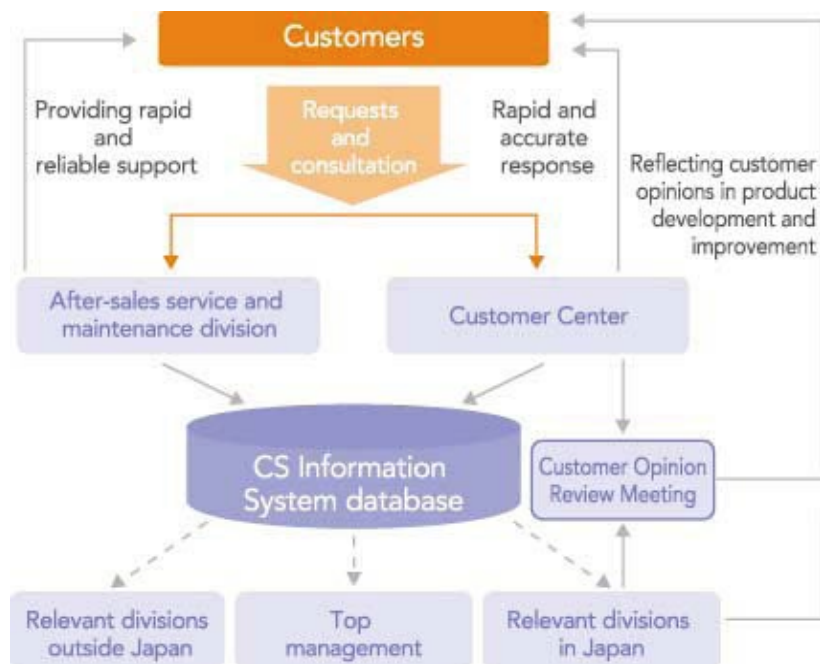 Customers
Providing rapid
and
reliable support
Requests
and
consultation
Rapid and
accurate
response
Reflecting customer
opinions in product
development and
improvement
After-sales service and
maintenance division
Customer Center
CS Information
System database
Customer Opinion
Review Meeting
Relevant divisions
outside Japan
Top
management
Relevant divisions
in Japan